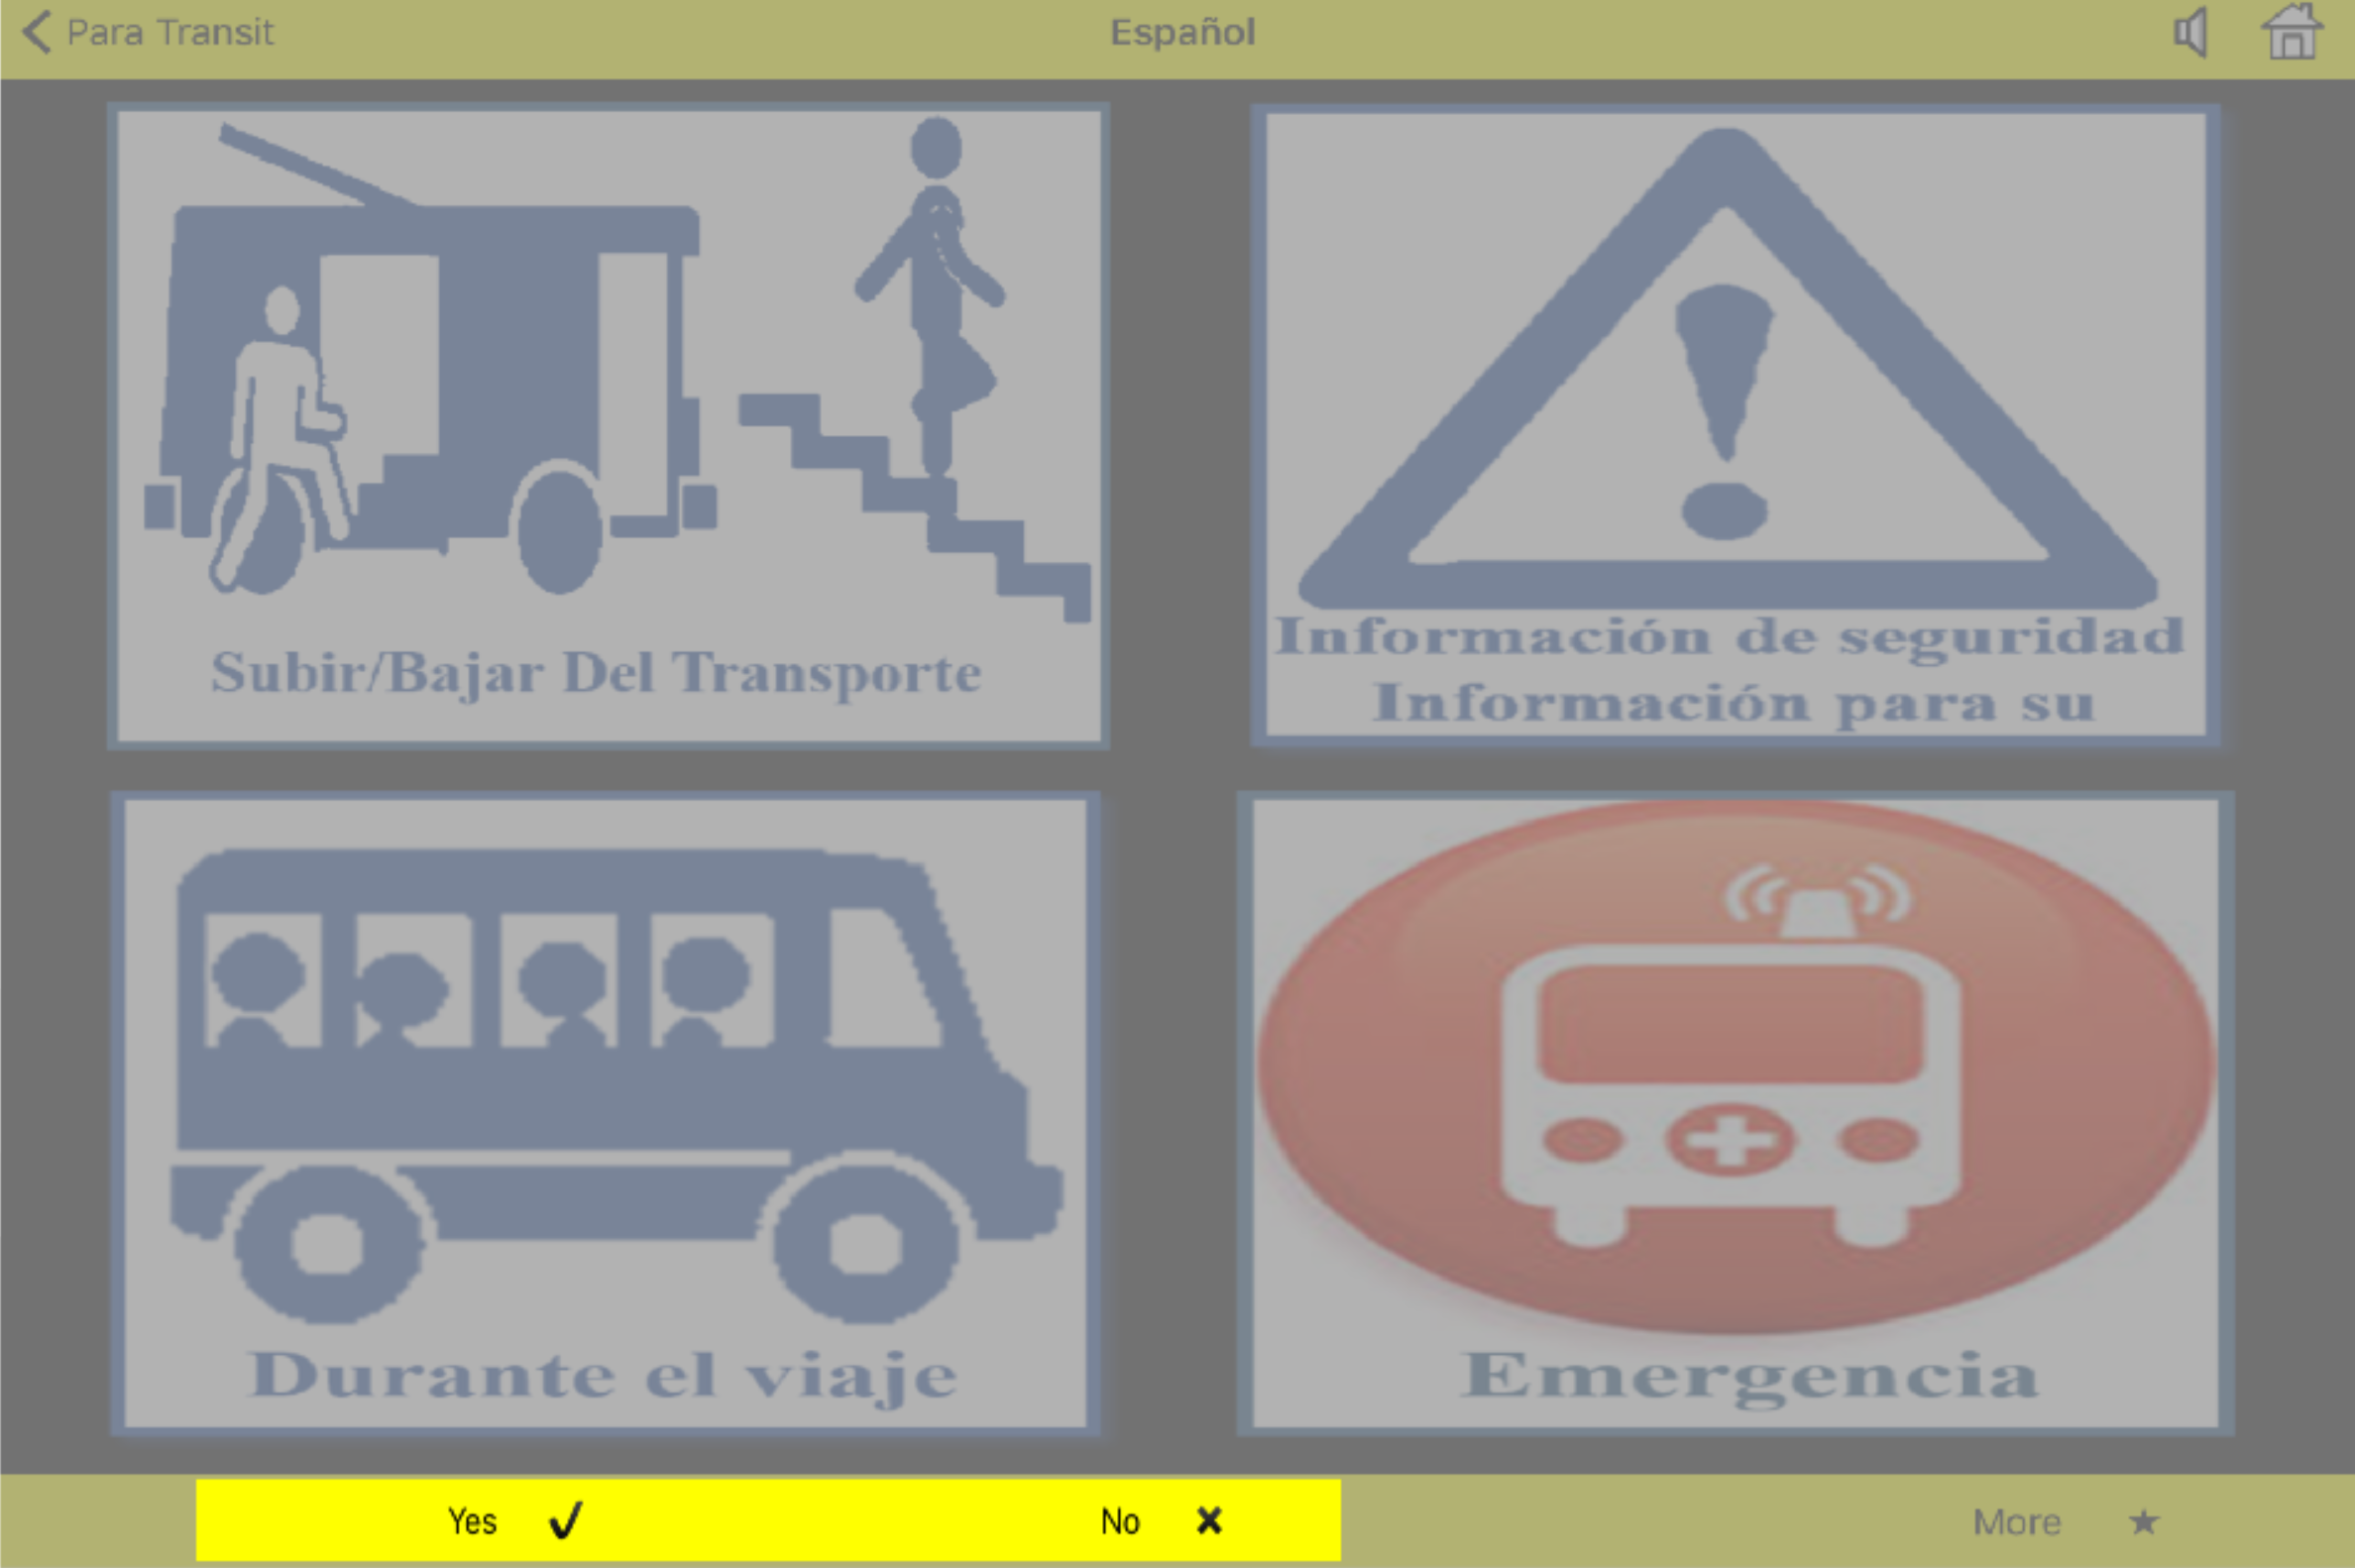 Para Transit
Español
Subir/Bajar Del Transporte
Información de seguridad
Información para su
Durante el viaje
Emergencia
Yes
No
More